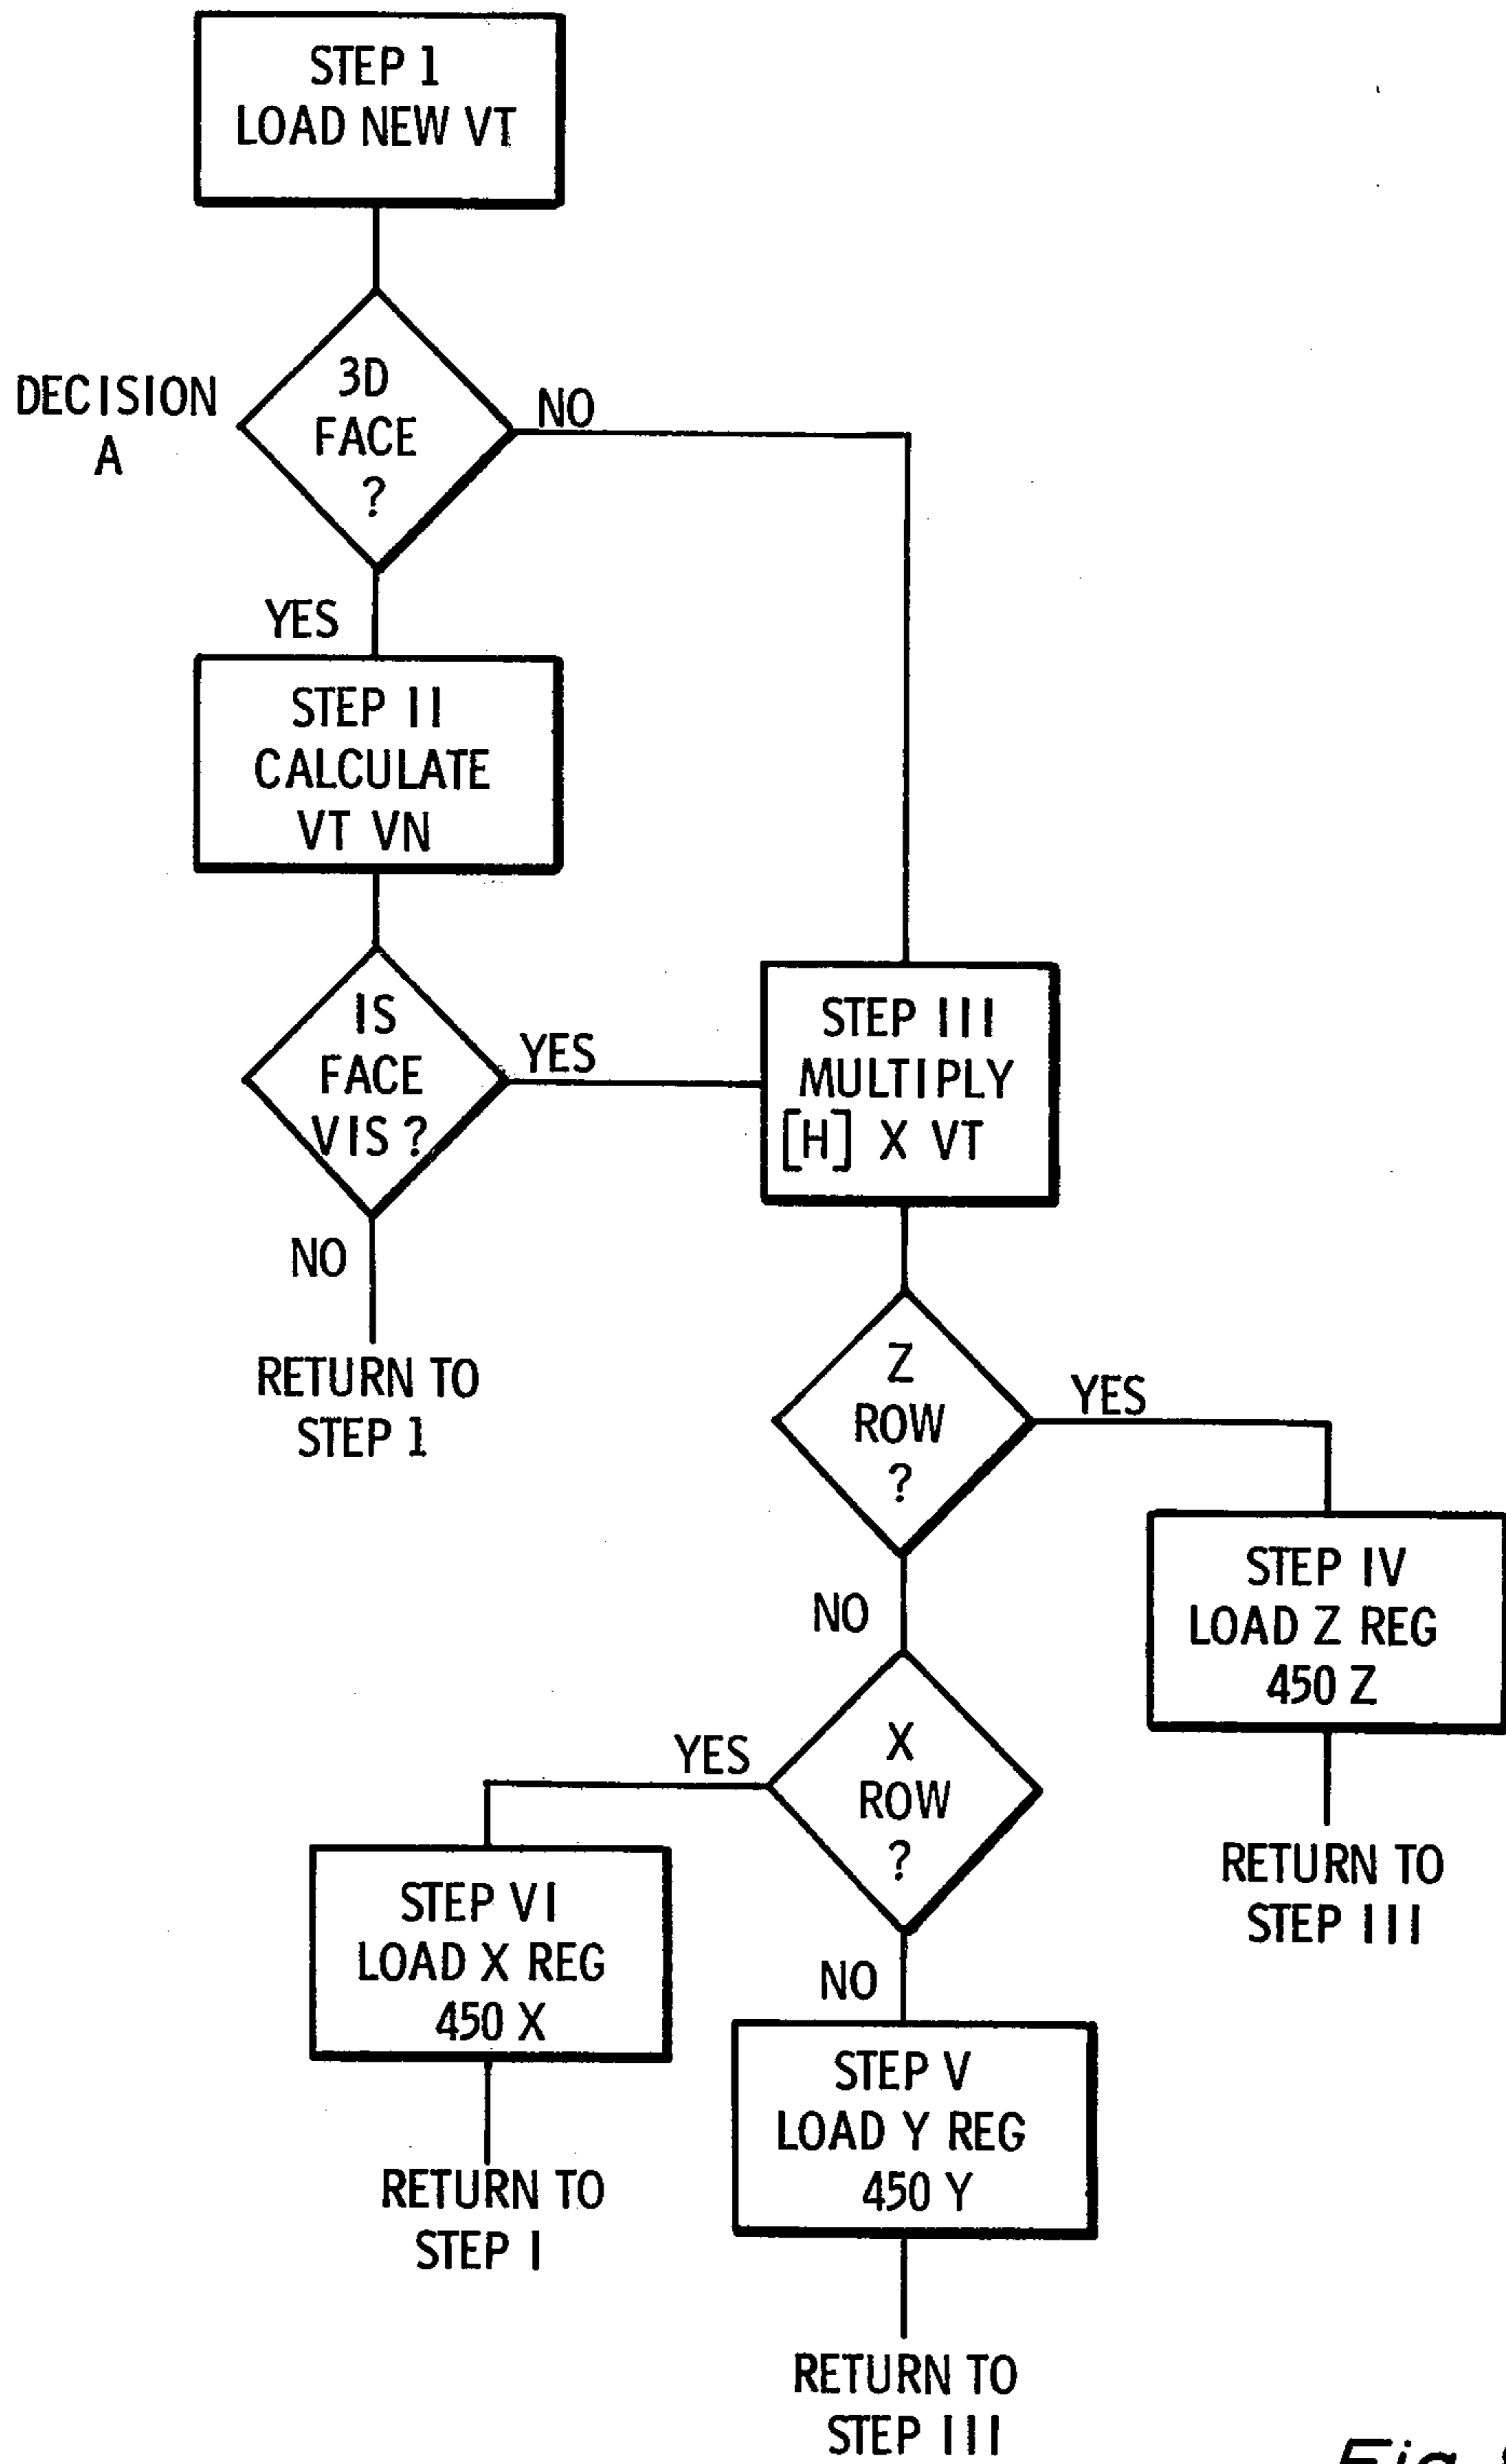 STEP 1
LOAD NEW VT
DECISION
A
3D
FACE
?
NO
YES
STEP II
CALCULATE
VT VN
IS
FACE
VIS ?
YES
NO
RETURN TO
STEP 1
STEP III
MULTIPLY
[H] X VT
Z
ROW
?
YES
NO
STEP IV
LOAD Z REG
450 Z
RETURN TO
STEP III
X
ROW
?
YES
NO
STEP VI
LOAD X REG
450 X
RETURN TO
STEP I
STEP V
LOAD Y REG
450 Y
RETURN TO
STEP III